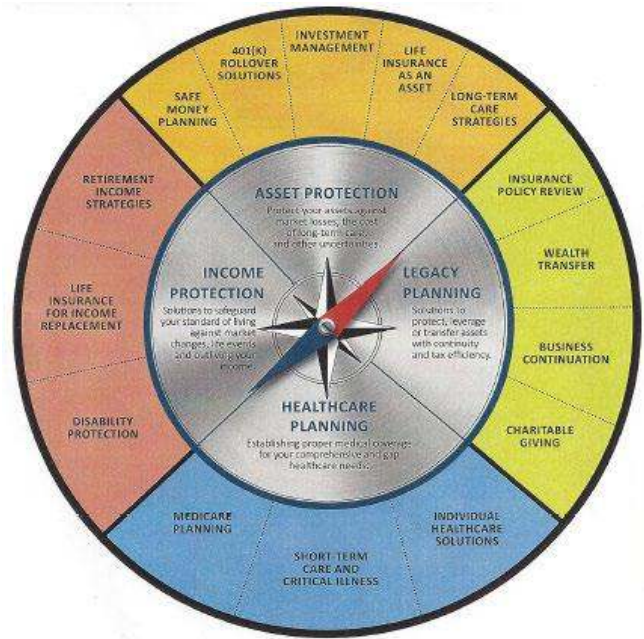 INVESTMENT
MANAGEMENT
401(K)
ROLLOVER
SOLUTIONS
LIFE
INSURANCE
AS AN
ASSET
SAFE
MONEY
PLANNING
LONG-TERM
CARE
STRATEGIES
RETIREMENT
INCOME
STRATEGIES
INSURANCE
POLICY REVIEW
ASSET PROTECTION
Protect your assets against
market losses, the cost
of long-term care,
and other uncertainties.
WEALTH
TRANSFER
LIFE
INSURANCE
FOR INCOME
REPLACEMENT
INCOME
PROTECTION
Solutions to safeguard
your standard of living
against market
changes, life events
and outliving your
income.
LEGACY
PLANNING
Solutions to
protect, leverage
or transfer assets
with continuity
and tax efficiency.
BUSINESS
CONTINUATION
DISABILITY
PROTECTION
HEALTHCARE
PLANNING
Establishing proper medical coverage
for your comprehensive and gap
healthcare needs.
CHARITABLE
GIVING
MEDICARE
PLANNING
SHORT-TERM
CARE AND
CRITICAL ILLNESS
INDIVIDUAL
HEALTHCARE
SOLUTIONS